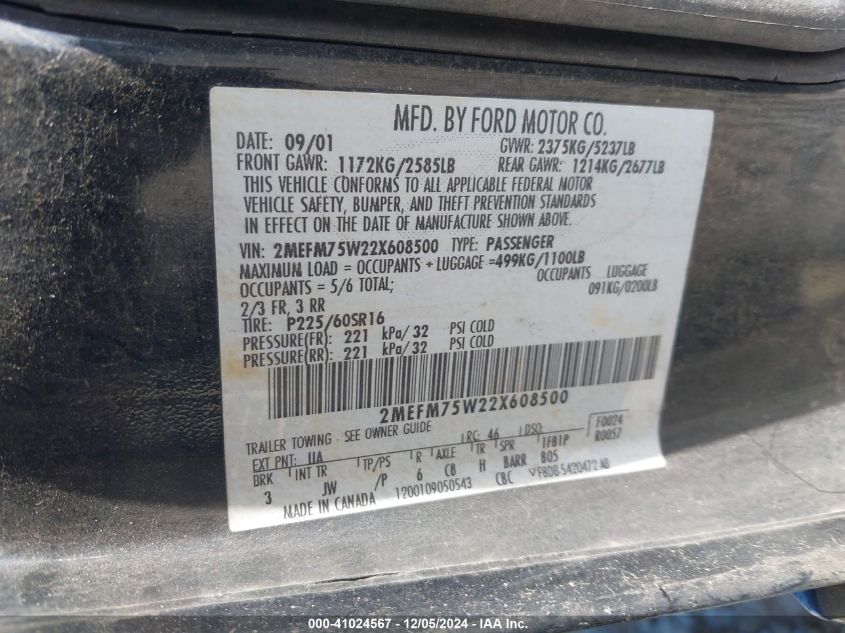 MFD. BY FORD MOTOR CO.
DATE: 09/01 GVWR: 2375KG/5237LB
FRONT GAWR: 1172KG/2585LB REAR GAWR: 1214KG/2677LB
THIS VEHICLE CONFORMS TO ALL APPLICABLE FEDERAL MOTOR
VEHICLE SAFETY, BUMPER, AND THEFT PREVENTION STANDARDS
IN EFFECT ON THE DATE OF MANUFACTURE SHOWN ABOVE.
VIN: 2MEFM75W22X608500 TYPE: PASSENGER
MAXIMUM LOAD = OCCUPANTS + LUGGAGE =499KG/1100LB
OCCUPANTS = 5/6 TOTAL; OCCUPANTS LUGGAGE
2/3 FR, 3 RR 091KG/0200LB
TIRE: P225/60SR16
PRESSURE(FR): 221 kPa/32 PSI COLD
PRESSURE(RR): 221 kPa/32 PSI COLD
2MEFM75W22X608500
TRAILER TOWING - SEE OWNER GUIDE
EXT PNT: UA RC: 46 DSO: F0024
BRK INT TR TP/PS R AXLE TR SPR 1FB1P R0057
3 JW /P 6 CB H BARR B05
MADE IN CANADA 1200109050543 CBC
000-41024567 - 12/05/2024 - IAA Inc.